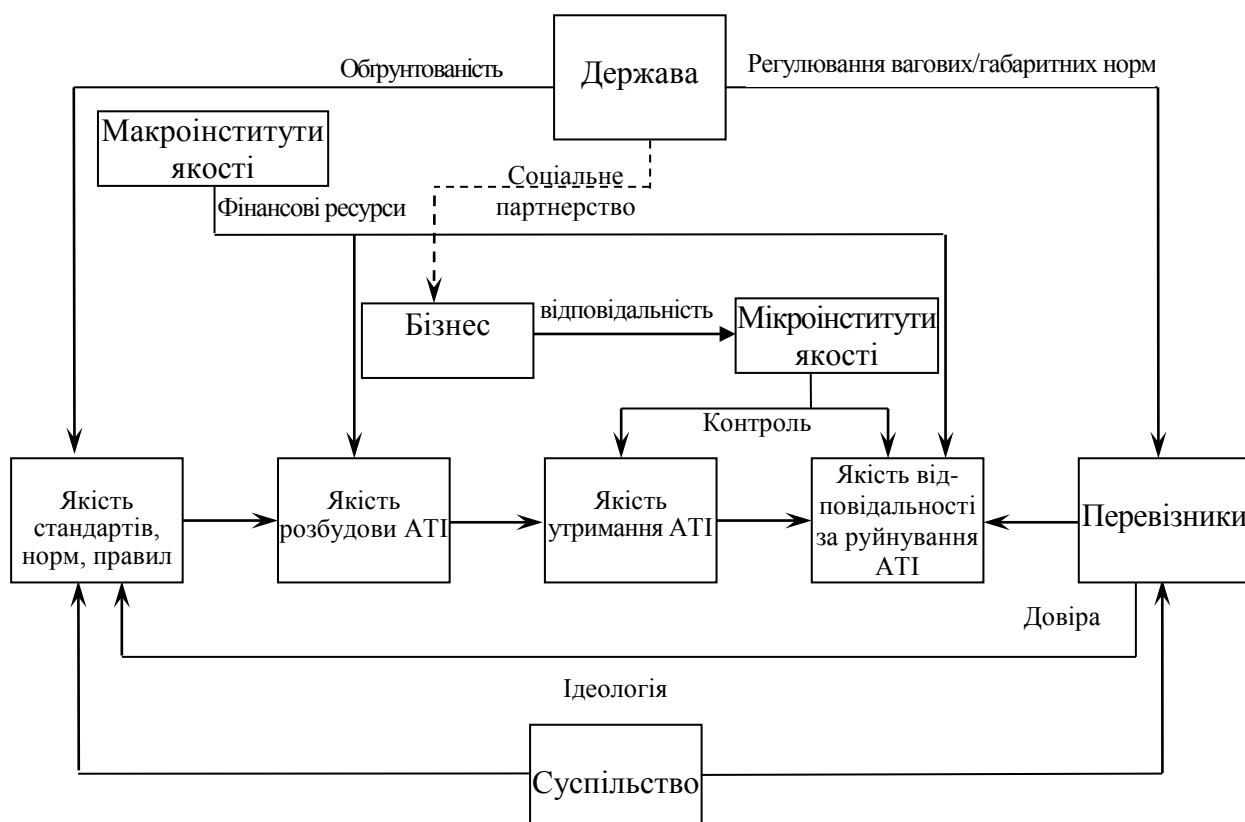 Держава
Обґрунтованість
Регулювання вагових/габаритних норм
Макроінститути
якості
Соціальне
партнерство
Фінансові ресурси
Бізнес
відповідальність
Мікроінститути
якості
Контроль
Якість
стандартів,
норм, правил
Якість
розбудови АТІ
Якість
утримання АТІ
Якість від-
повідальності
за руйнування
АТІ
Перевізники
Довіра
Ідеологія
Суспільство